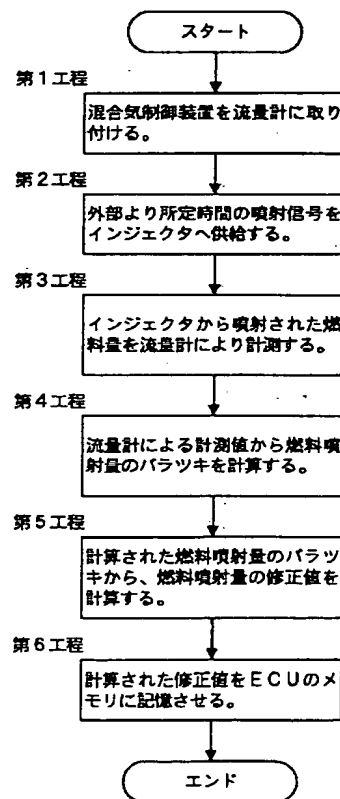 スタート
第1工程
混合気制御装置を流量計に取り
付ける。
第2工程
外部より所定時間の噴射信号を
インジェクタへ供給する。
第3工程
インジェクタから噴射された燃
料量を流量計により計測する。
第4工程
流量計による計測値から燃料噴
射量のバラツキを計算する。
第5工程
計算された燃料噴射量のバラツ
キから、燃料噴射量の修正値を
計算する。
第6工程
計算された修正値をECUのメ
モリに記憶させる。
エンド